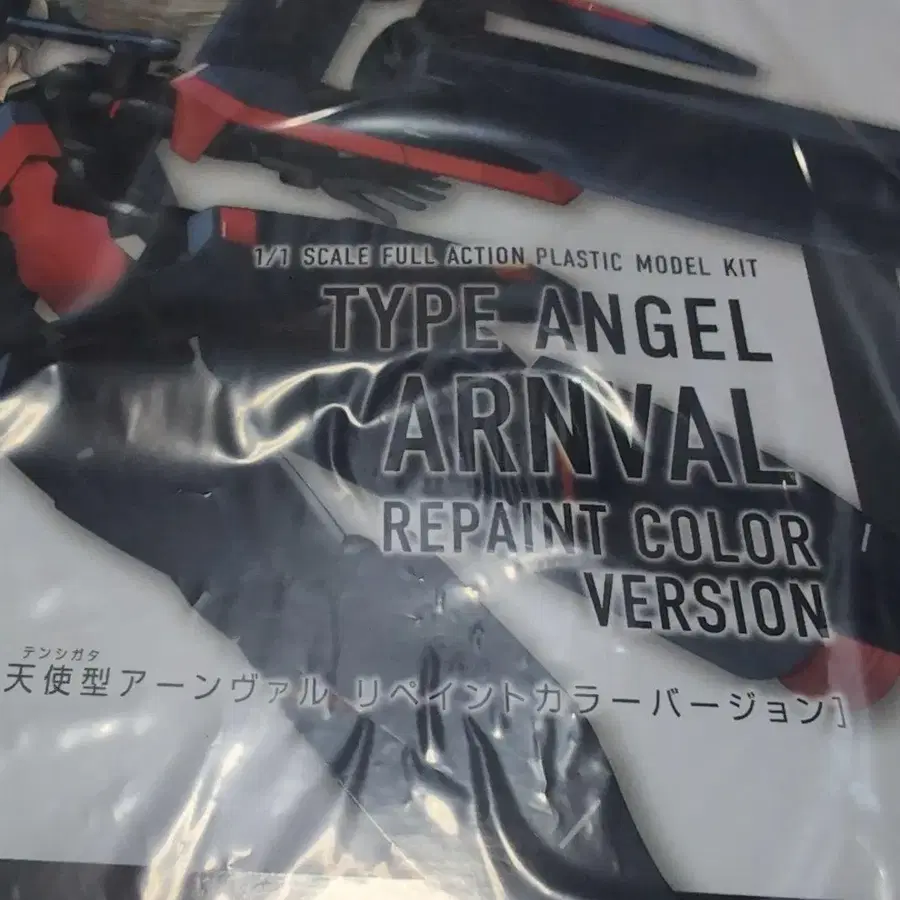 1/1 SCALE FULL ACTION PLASTIC MODEL KIT
TYPE ANGEL
ARNVAL
REPAINT COLOR
VERSION
テンシガタ
天使型アーンヴァル リペイントカラーバージョン]